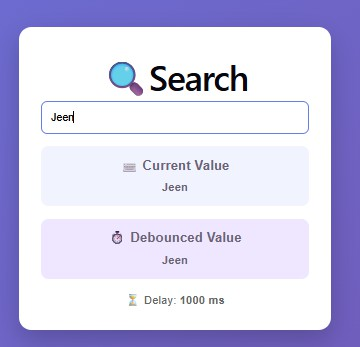 🔍 Search
Jeen
⌨️ Current Value
Jeen
⏱️ Debounced Value
Jeen
⏳ Delay: 1000 ms